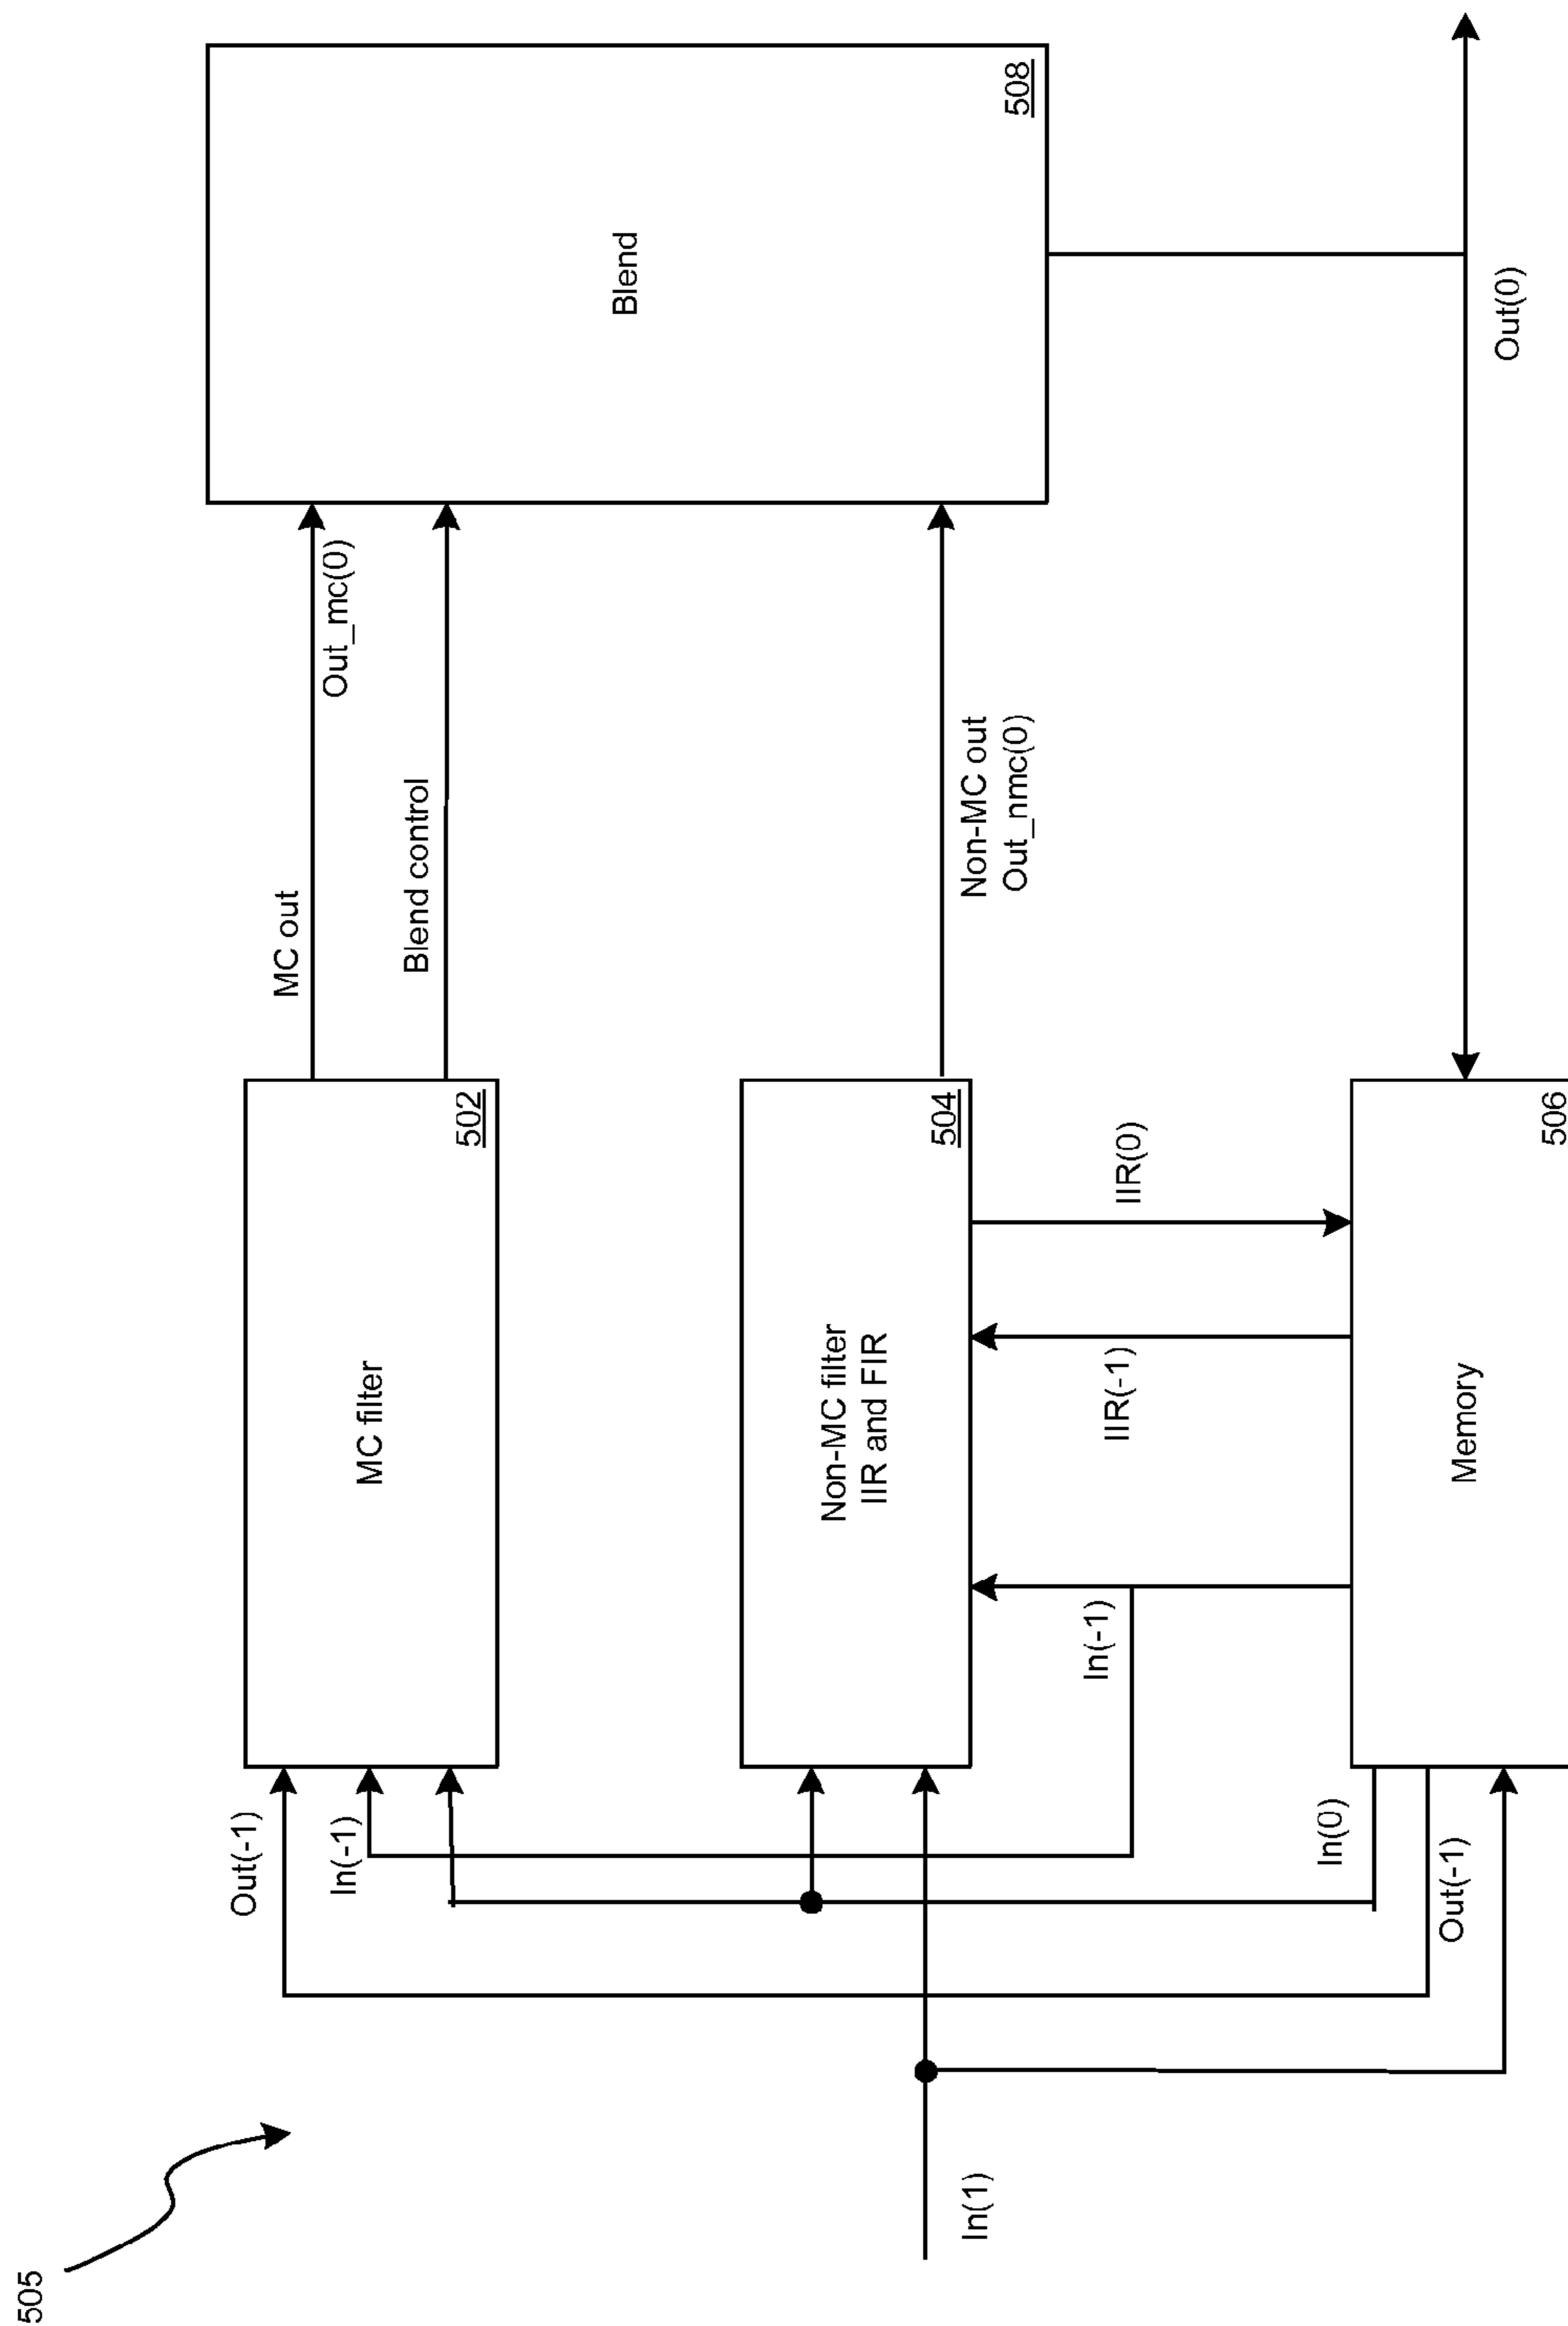 505
Out(-1)
In(-1)
MC filter
502
MC out
Out_mc(0)
Blend control
Blend
508
In(1)
Non-MC filter
IIR and FIR
504
Non-MC out
Out_nmc(0)
In(-1)
IIR(-1)
IIR(0)
In(0)
Out(-1)
Memory
506
Out(0)